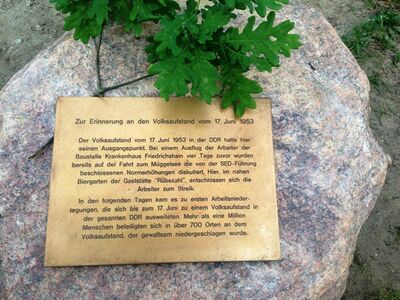 Zur Erinnerung an den Volksaufstand vom 17. Juni 1953
Der Volksaufstand vom 17. Juni 1953 in der DDR hatte hier
seinen Ausgangspunkt. Bei einem Ausflug der Arbeiter der
Baustelle Krankenhaus Friedrichshain vier Tage zuvor wurden
bereits auf der Fahrt zum Müggelsee die von der SED-Führung
beschlossenen Normerhöhungen diskutiert. Hier, im nahen
Biergarten der Gaststätte "Rübezahl", entschlossen sich die
Arbeiter zum Streik.
In den folgenden Tagen kam es zu ersten Arbeitsnieder-
legungen, die sich bis zum 17. Juni zu einem Volksaufstand in
der gesamten DDR ausweiteten. Mehr als eine Million
Menschen beteiligten sich in über 700 Orten an dem
Volksaufstand, der gewaltsam niedergeschlagen wurde.